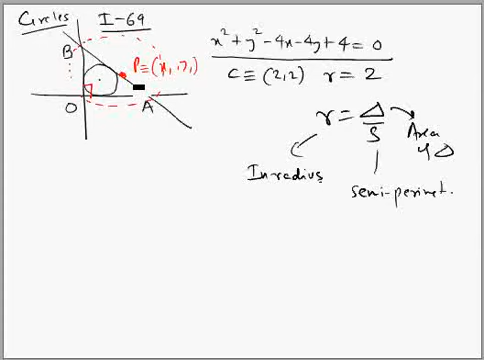 Circles I-69
x² + y² - 4x - 4y + 4 = 0
B P≡(x₁, y₁)
C ≡ (2,2) r = 2
O A
r = Δ/S
Area of Δ
Inradius
semi-perimet.